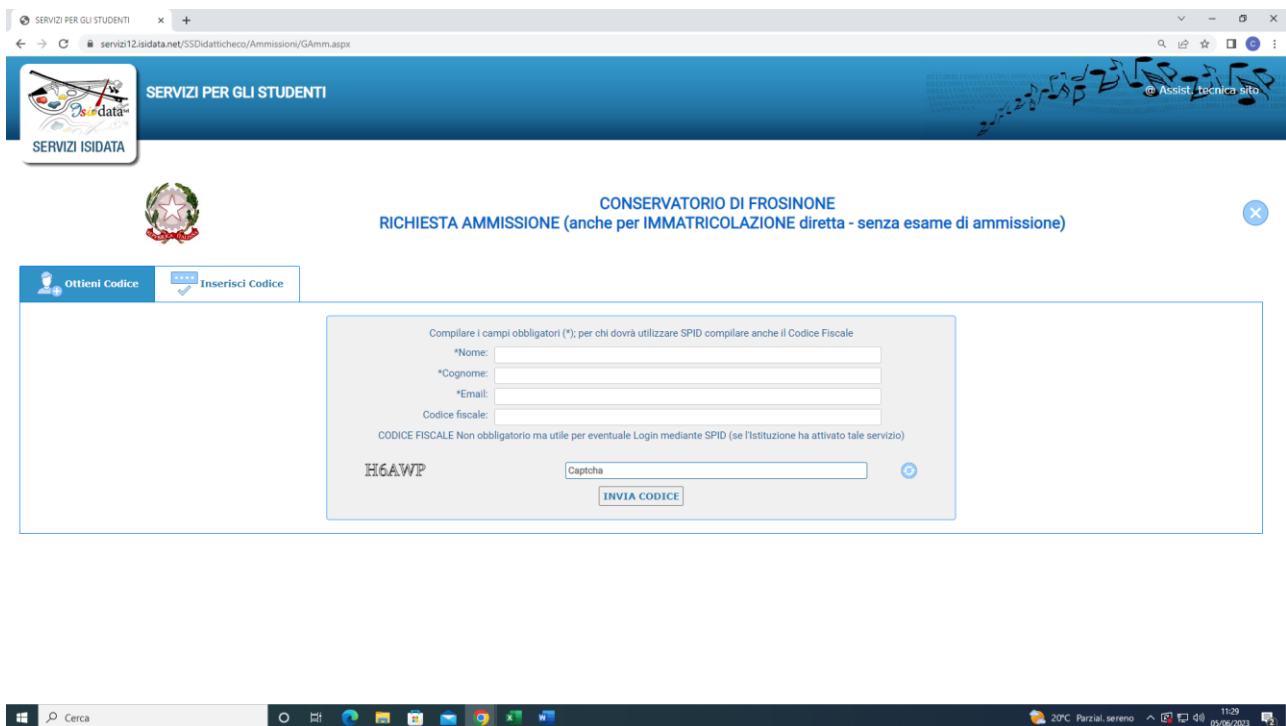 SERVIZI PER GLI STUDENTI
servizi12.isidata.net/SSDidatticheco/Ammissioni/GAmm.aspx
C
Isidata srl
SERVIZI ISIDATA
SERVIZI PER GLI STUDENTI
@ Assist. tecnica sito
CONSERVATORIO DI FROSINONE
RICHIESTA AMMISSIONE (anche per IMMATRICOLAZIONE diretta - senza esame di ammissione)
Ottieni Codice
Inserisci Codice
Compilare i campi obbligatori (*); per chi dovrà utilizzare SPID compilare anche il Codice Fiscale
*Nome:
*Cognome:
*Email:
Codice fiscale:
CODICE FISCALE Non obbligatorio ma utile per eventuale Login mediante SPID (se l'Istituzione ha attivato tale servizio)
H6AWP
Captcha
INVIA CODICE
Cerca
20°C Parzial. sereno
11:29
05/06/2023